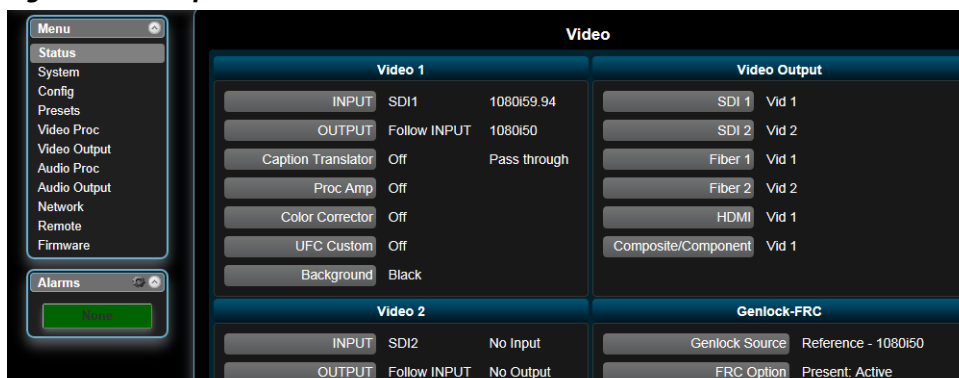 Menu
Status
System
Config
Presets
Video Proc
Video Output
Audio Proc
Audio Output
Network
Remote
Firmware
Alarms
None
Video
Video 1
INPUT SDI1 1080i59.94
OUTPUT Follow INPUT 1080i50
Caption Translator Off Pass through
Proc Amp Off
Color Corrector Off
UFC Custom Off
Background Black
Video Output
SDI 1 Vid 1
SDI 2 Vid 2
Fiber 1 Vid 1
Fiber 2 Vid 2
HDMI Vid 1
Composite/Component Vid 1
Video 2
INPUT SDI2 No Input
OUTPUT Follow INPUT No Output
Genlock-FRC
Genlock Source Reference - 1080i50
FRC Option Present: Active